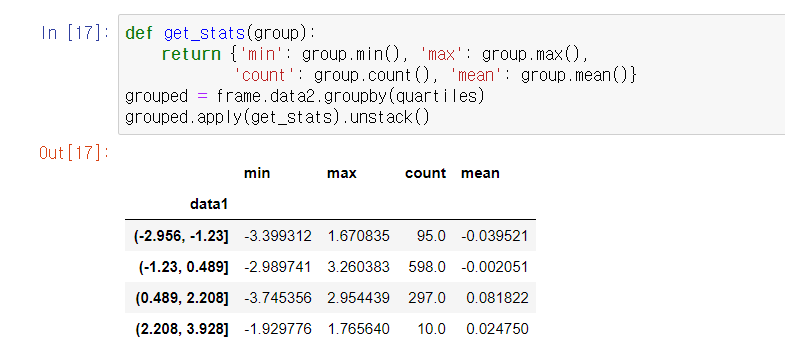 In [17]: def get_stats(group):
return {'min': group.min(), 'max': group.max(),
'count': group.count(), 'mean': group.mean()}
grouped = frame.data2.groupby(quartiles)
grouped.apply(get_stats).unstack()
Out[17]:
min max count mean
data1
(-2.956, -1.23] -3.399312 1.670835 95.0 -0.039521
(-1.23, 0.489] -2.989741 3.260383 598.0 -0.002051
(0.489, 2.208] -3.745356 2.954439 297.0 0.081822
(2.208, 3.928] -1.929776 1.765640 10.0 0.024750